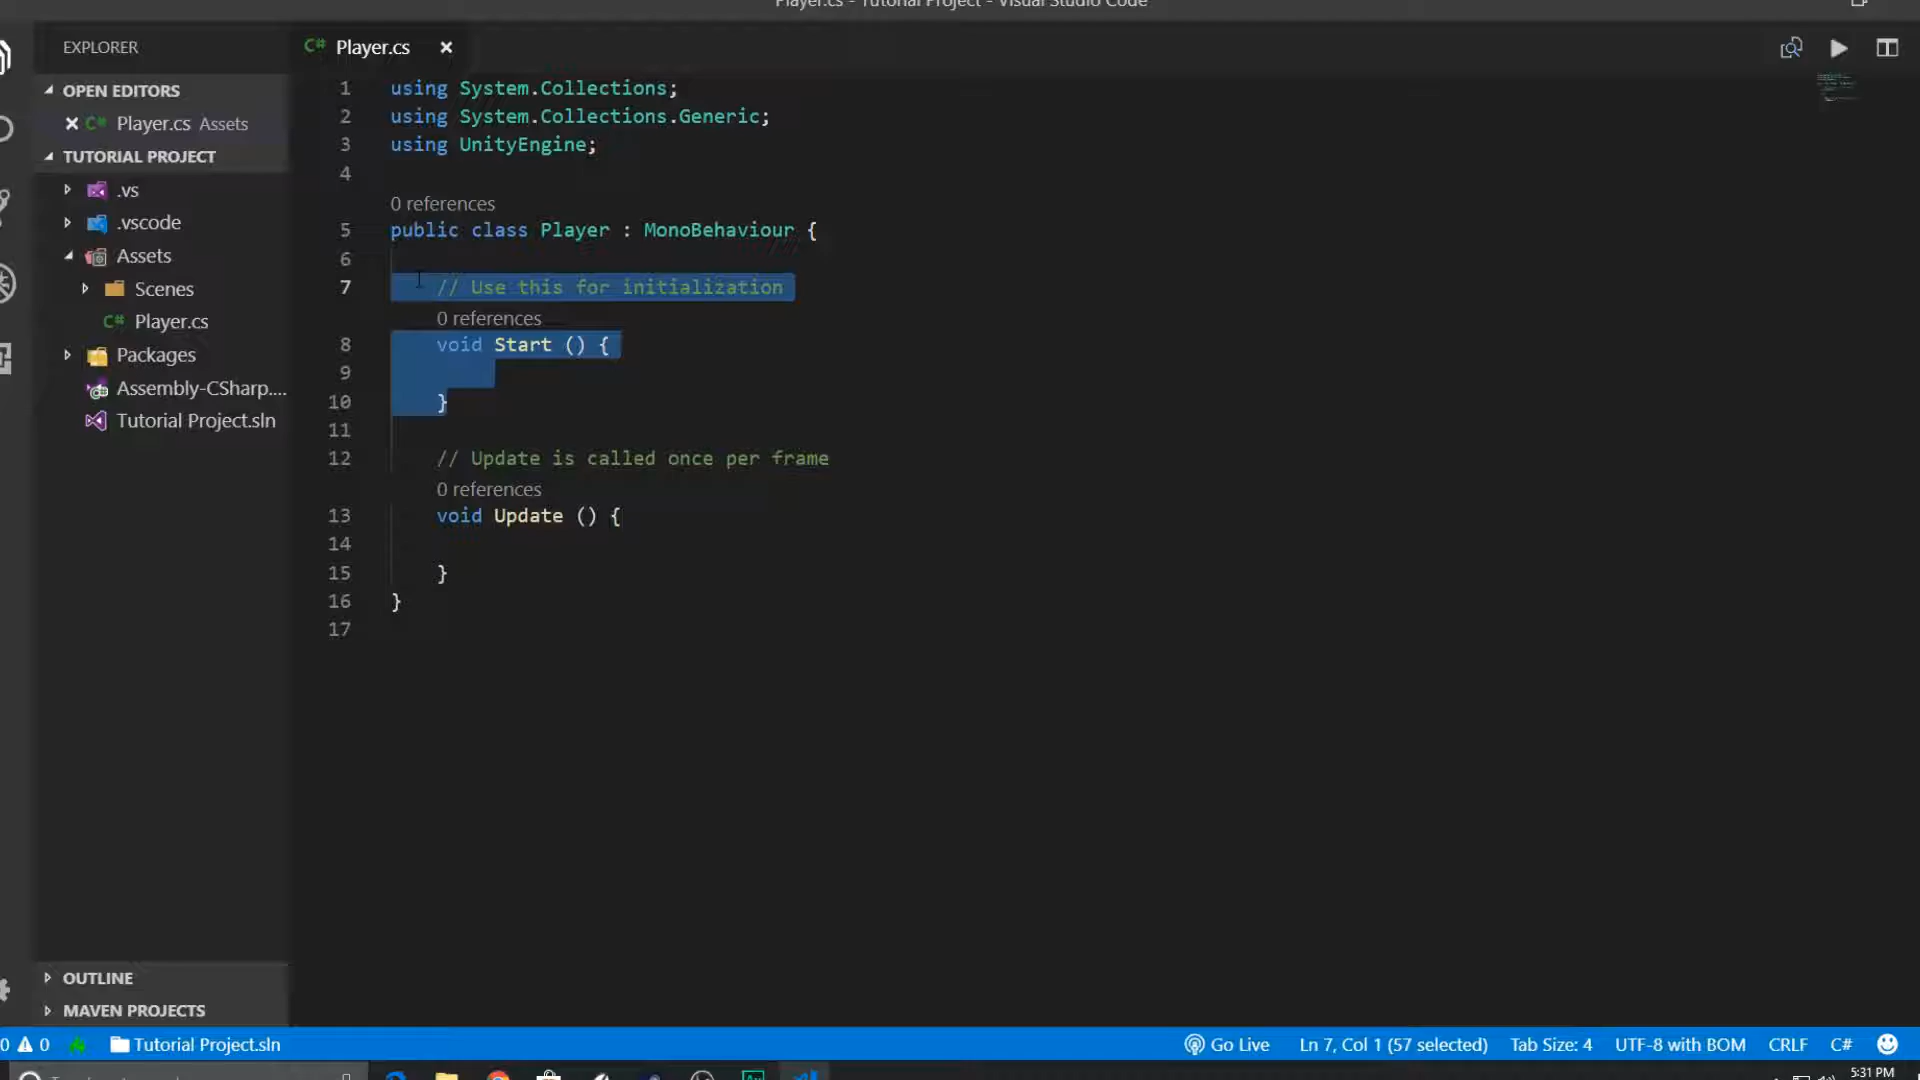 Player.cs - Tutorial Project - Visual Studio Code
EXPLORER
OPEN EDITORS
Player.cs Assets
TUTORIAL PROJECT
.vs
.vscode
Assets
Scenes
C# Player.cs
Packages
Assembly-CSharp....
Tutorial Project.sln
OUTLINE
MAVEN PROJECTS
C# Player.cs
1 using System.Collections;
2 using System.Collections.Generic;
3 using UnityEngine;
4
0 references
5 public class Player : MonoBehaviour {
6
7 // Use this for initialization
0 references
8 void Start () {
9
10 }
11
12 // Update is called once per frame
0 references
13 void Update () {
14
15 }
16 }
17
0 0 Tutorial Project.sln Go Live Ln 7, Col 1 (57 selected) Tab Size: 4 UTF-8 with BOM CRLF C#
5:31 PM